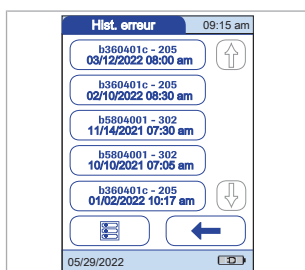 Hist. erreur
09:15 am
b360401c - 205
03/12/2022 08:00 am
b360401c - 205
02/10/2022 08:30 am
b5804001 - 302
11/14/2021 07:30 am
b5804001 - 302
10/10/2021 07:05 am
b360401c - 205
01/02/2022 10:17 am
05/29/2022